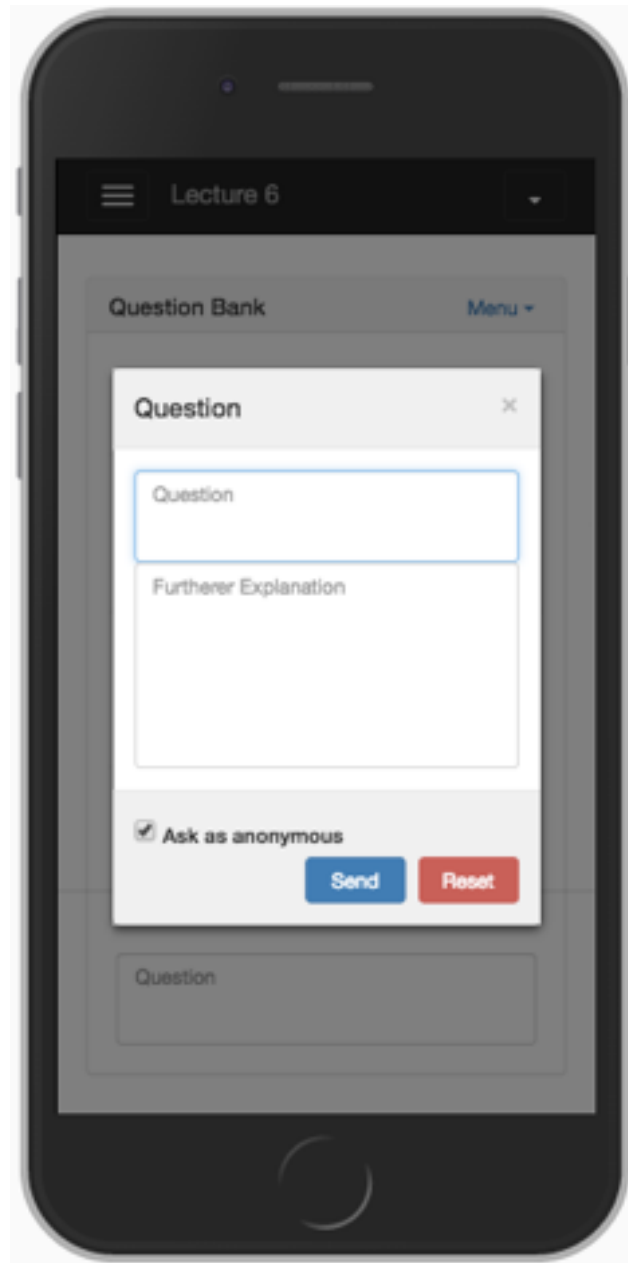 Lecture 6
Question Bank Menu
Question ×
Question
Furtherer Explanation
Ask as anonymous
Send Reset
Question